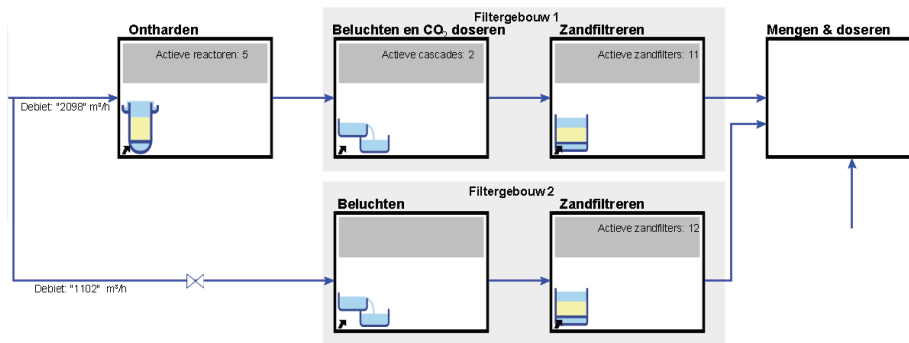 Filtergebouw 1
Ontharden
Beluchten en CO₂ doseren
Zandfiltreren
Mengen & doseren
Actieve reactoren: 5
Actieve cascades: 2
Actieve zandfilters: 11
Debiet: "2098" m³/h
Filtergebouw 2
Beluchten
Zandfiltreren
Actieve zandfilters: 12
Debiet: "1102" m³/h